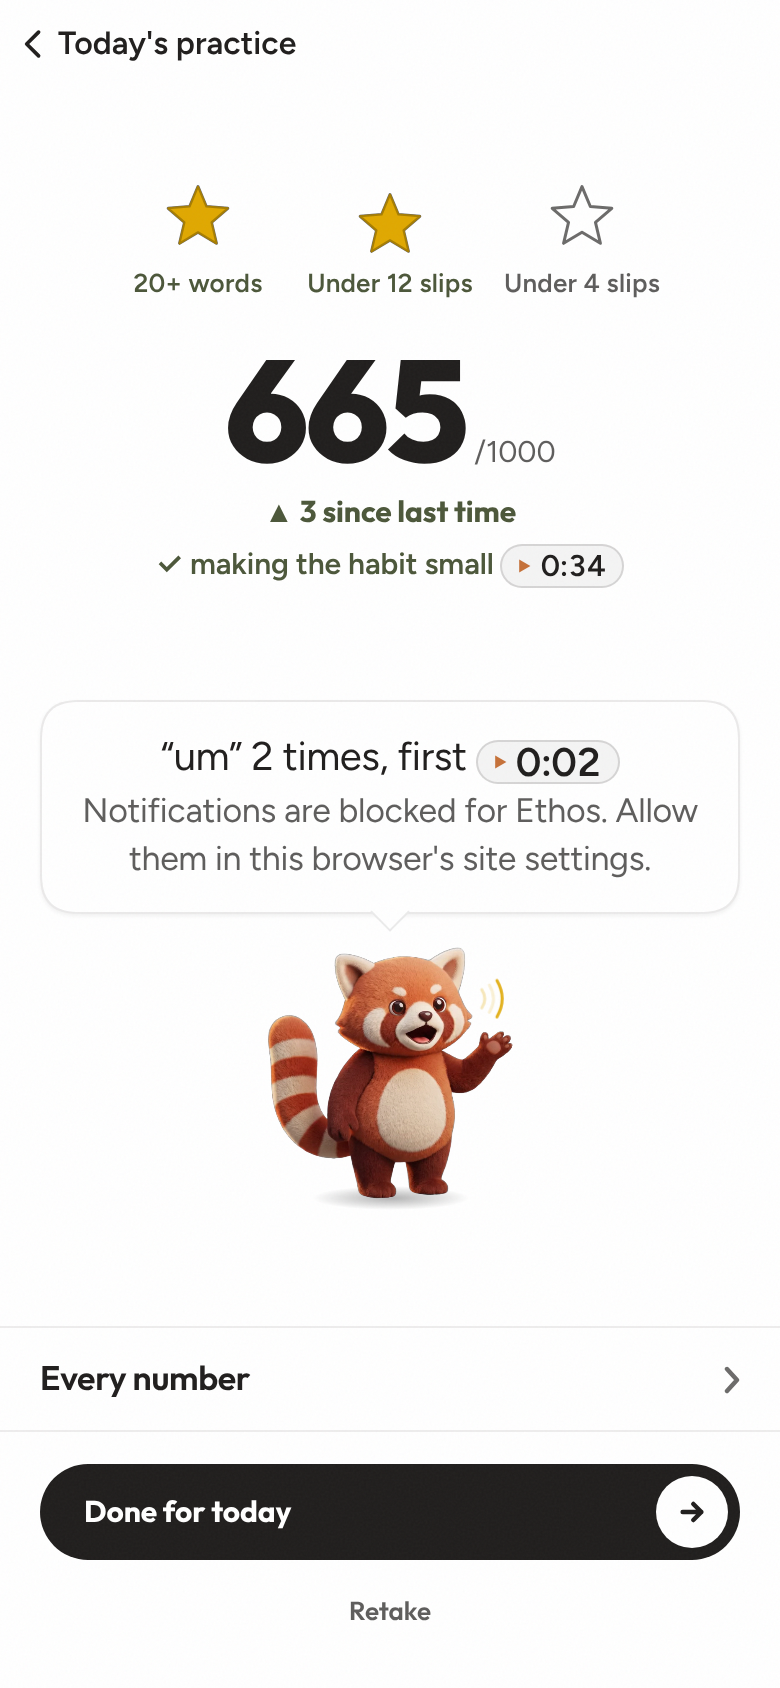 Today's practice
20+ words
Under 12 slips
Under 4 slips
665/1000
▲ 3 since last time
✓ making the habit small ▶ 0:34
“um” 2 times, first ▶ 0:02
Notifications are blocked for Ethos. Allow
them in this browser's site settings.
Every number
Done for today
Retake